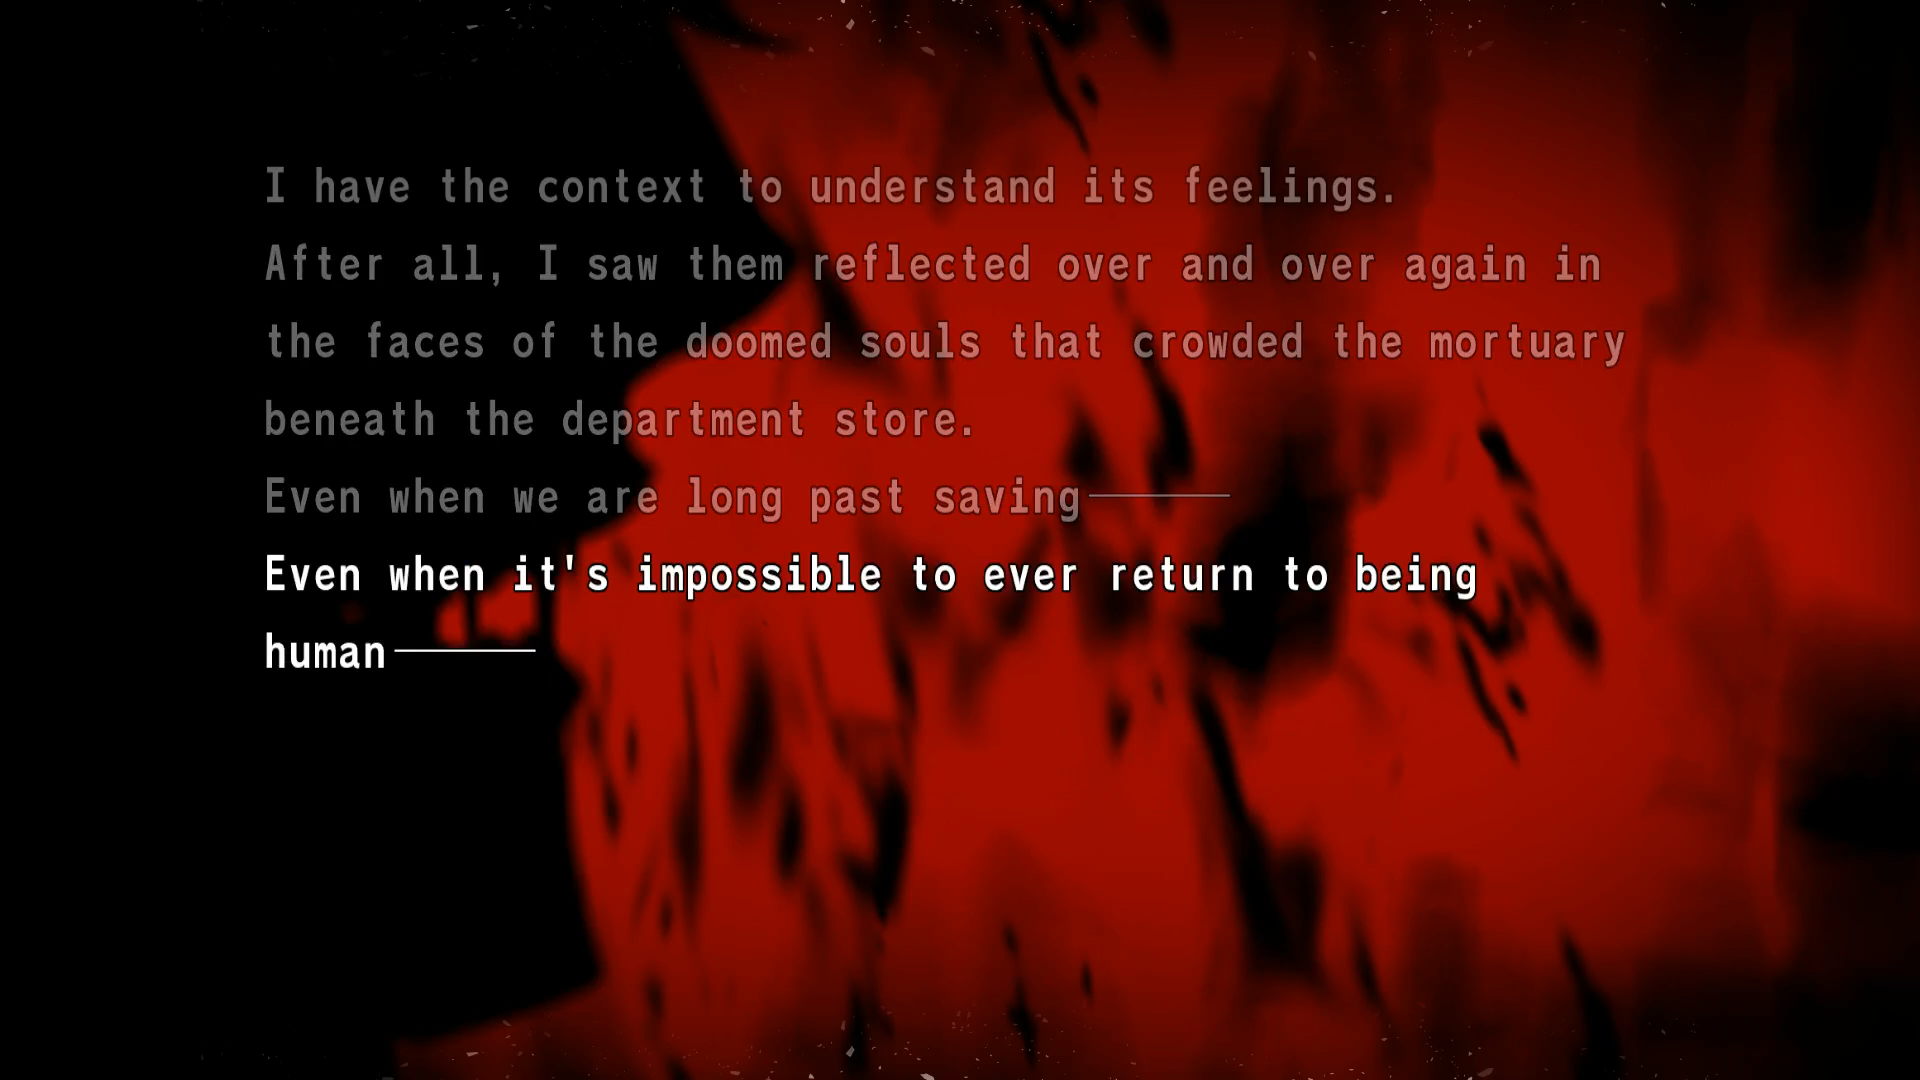 I have the context to understand its feelings.
After all, I saw them reflected over and over again in
the faces of the doomed souls that crowded the mortuary
beneath the department store.
Even when we are long past saving———
Even when it's impossible to ever return to being
human———